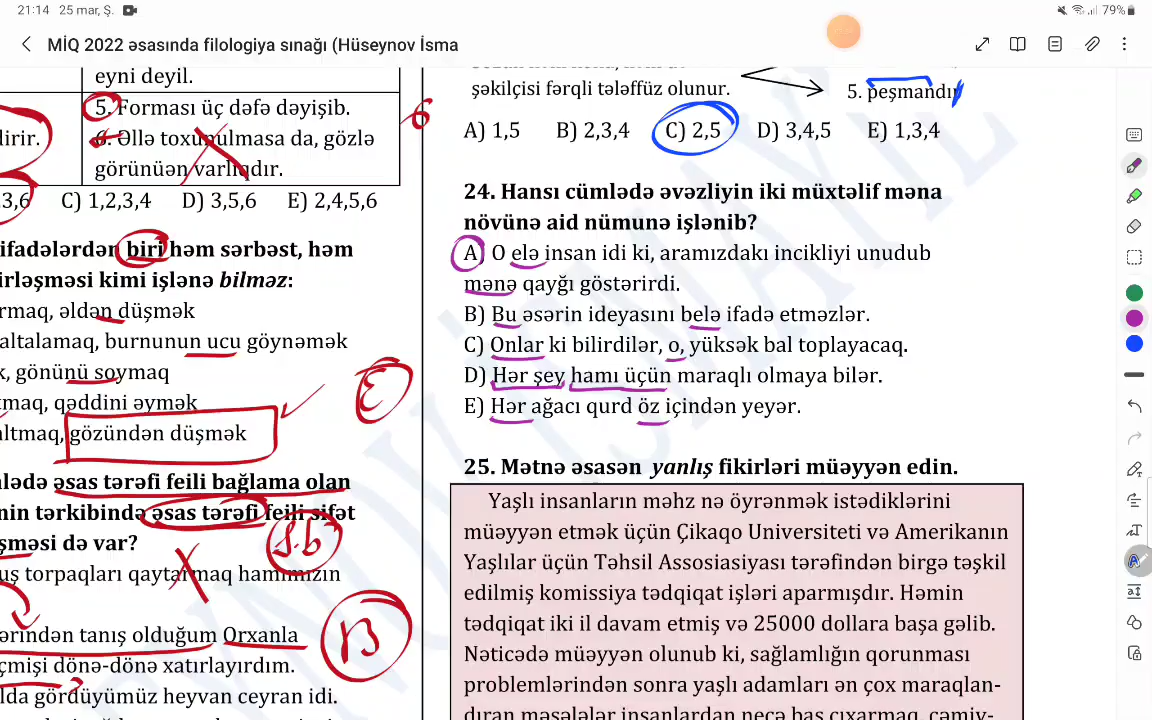 21:14 25 mar, Ş. 79%
MİQ 2022 əsasında filologiya sınağı (Hüseynov İsma
eyni deyil.
5. Forması üç dəfə dəyişib.
dirir.
6. Əllə toxunulmasa da, gözlə
görünüən varlıqdır.
3,6 C) 1,2,3,4 D) 3,5,6 E) 2,4,5,6
ifadələrdən biri həm sərbəst, həm
irləşməsi kimi işlənə bilməz:
rmaq, əldən düşmək
altalamaq, burnunun ucu göynəmək
k, gönünü soymaq
tmaq, qəddini əymək
altmaq, gözündən düşmək
E
lədə əsas tərəfi feili bağlama olan
nin tərkibində əsas tərəfi feili sifət
şməsi də var?
uş torpaqları qaytarmaq hamımızın
ərindən tanış olduğum Orxanla
B
çmişi dönə-dönə xatırlayırdım.
lda gördüyümüz heyvan ceyran idi.
şəkilçisi fərqli tələffüz olunur.
5. peşmandır
A) 1,5 B) 2,3,4 C) 2,5 D) 3,4,5 E) 1,3,4
24. Hansı cümlədə əvəzliyin iki müxtəlif məna
növünə aid nümunə işlənib?
A) O elə insan idi ki, aramızdakı incikliyi unudub
mənə qayğı göstərirdi.
B) Bu əsərin ideyasını belə ifadə etməzlər.
C) Onlar ki bilirdilər, o, yüksək bal toplayacaq.
D) Hər şey hamı üçün maraqlı olmaya bilər.
E) Hər ağacı qurd öz içindən yeyər.
25. Mətnə əsasən yanlış fikirləri müəyyən edin.
Yaşlı insanların məhz nə öyrənmək istədiklərini
müəyyən etmək üçün Çikaqo Universiteti və Amerikanın
Yaşlılar üçün Təhsil Assosiasiyası tərəfindən birgə təşkil
edilmiş komissiya tədqiqat işləri aparmışdır. Həmin
tədqiqat iki il davam etmiş və 25000 dollara başa gəlib.
Nəticədə müəyyən olunub ki, sağlamlığın qorunması
problemlərindən sonra yaşlı adamları ən çox maraqlan-
dıran məsələlər insanlardan necə baş çıxarmaq, cəmiy-